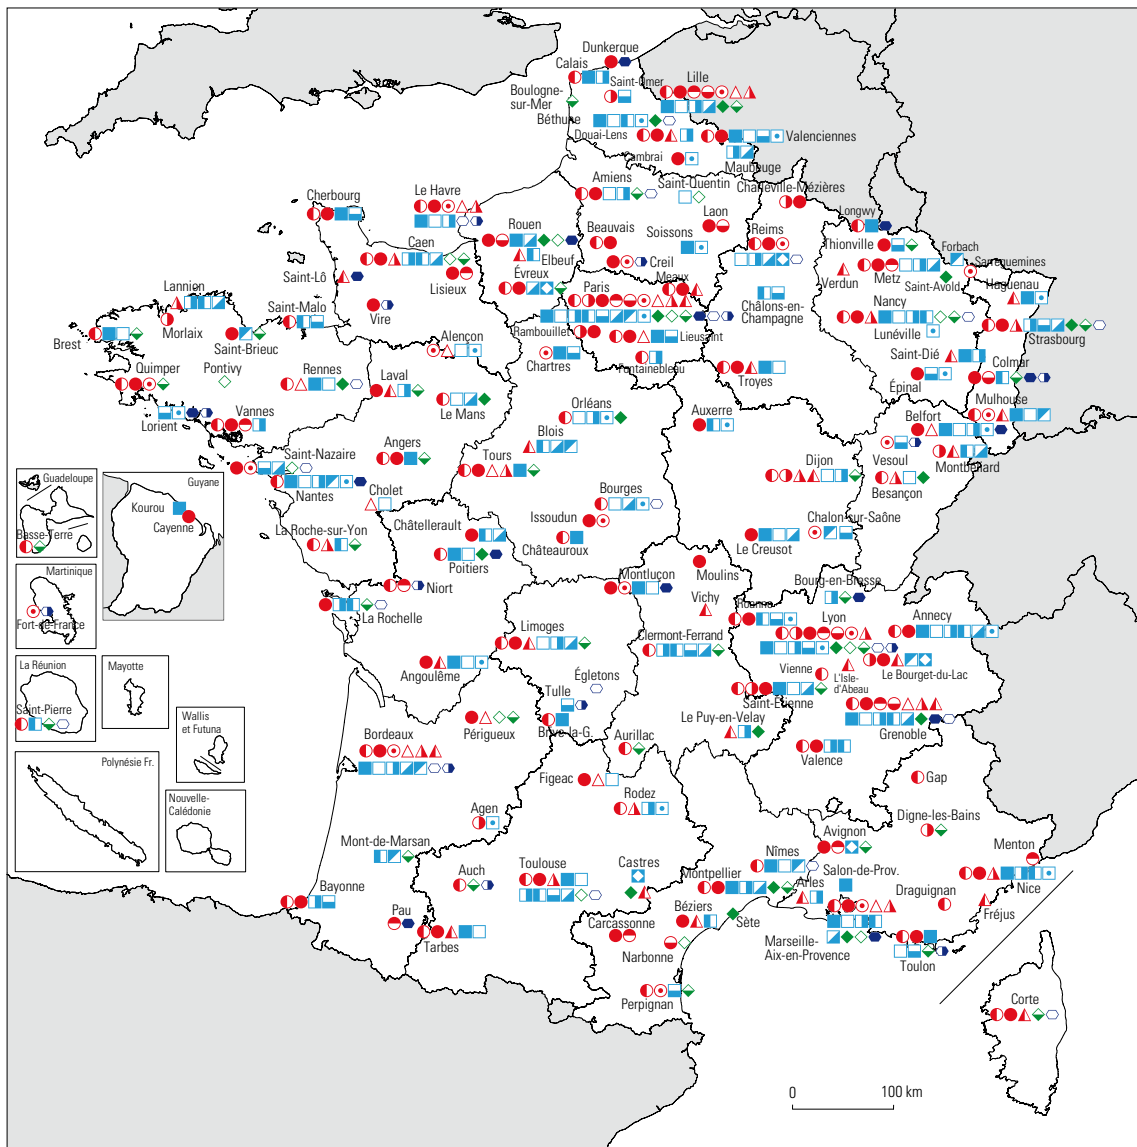 Dunkerque
Calais
Saint-Omer
Lille
Boulogne-
sur-Mer
Béthune
Douai-Lens
Valenciennes
Cambrai
Maubeuge
Amiens
Saint-Quentin
Charleville-Mézières
Cherbourg
Le Havre
Laon
Longwy
Rouen
Beauvais
Soissons
Reims
Thionville
Forbach
Caen
Elbeuf
Creil
Sarreguemines
Saint-Lô
Lisieux
Évreux
Meaux
Verdun
Metz
Saint-Avold
Haguenau
Lannion
Paris
Châlons-en-
Champagne
Nancy
Saint-Malo
Vire
Lunéville
Brest
Morlaix
Saint-Brieuc
Alençon
Rambouillet
Lieusaint
Strasbourg
Chartres
Saint-Dié
Quimper
Pontivy
Rennes
Laval
Fontainebleau
Troyes
Épinal
Colmar
Le Mans
Mulhouse
Lorient
Vannes
Orléans
Auxerre
Belfort
Blois
Angers
Tours
Vesoul
Montbéliard
Saint-Nazaire
Dijon
Besançon
Guadeloupe
Guyane
Nantes
Cholet
Bourges
Kourou
Cayenne
Issoudun
Chalon-sur-Saône
Basse-Terre
La Roche-sur-Yon
Châtellerault
Châteauroux
Le Creusot
Poitiers
Martinique
Montluçon
Moulins
Bourg-en-Bresse
Niort
Fort-de-France
La Rochelle
Vichy
Roanne
Lyon
Annecy
Limoges
Clermont-Ferrand
La Réunion
Mayotte
Angoulême
Égletons
Vienne
L'Isle-
d'Abeau
Le Bourget-du-Lac
Tulle
Saint-Étienne
Saint-Pierre
Wallis
et Futuna
Périgueux
Brive-la-G.
Le Puy-en-Velay
Grenoble
Bordeaux
Aurillac
Valence
Polynésie Fr.
Figeac
Gap
Nouvelle-
Calédonie
Rodez
Agen
Digne-les-Bains
Avignon
Menton
Mont-de-Marsan
Nîmes
Auch
Toulouse
Castres
Montpellier
Salon-de-Prov.
Arles
Nice
Bayonne
Draguignan
Fréjus
Pau
Béziers
Sète
Carcassonne
Tarbes
Marseille-
Aix-en-Provence
Narbonne
Toulon
Perpignan
Corte
0
100 km